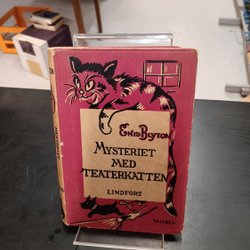 ENID BLYTON
MYSTERIET
MED
TEATERKATTEN
LINDFORS